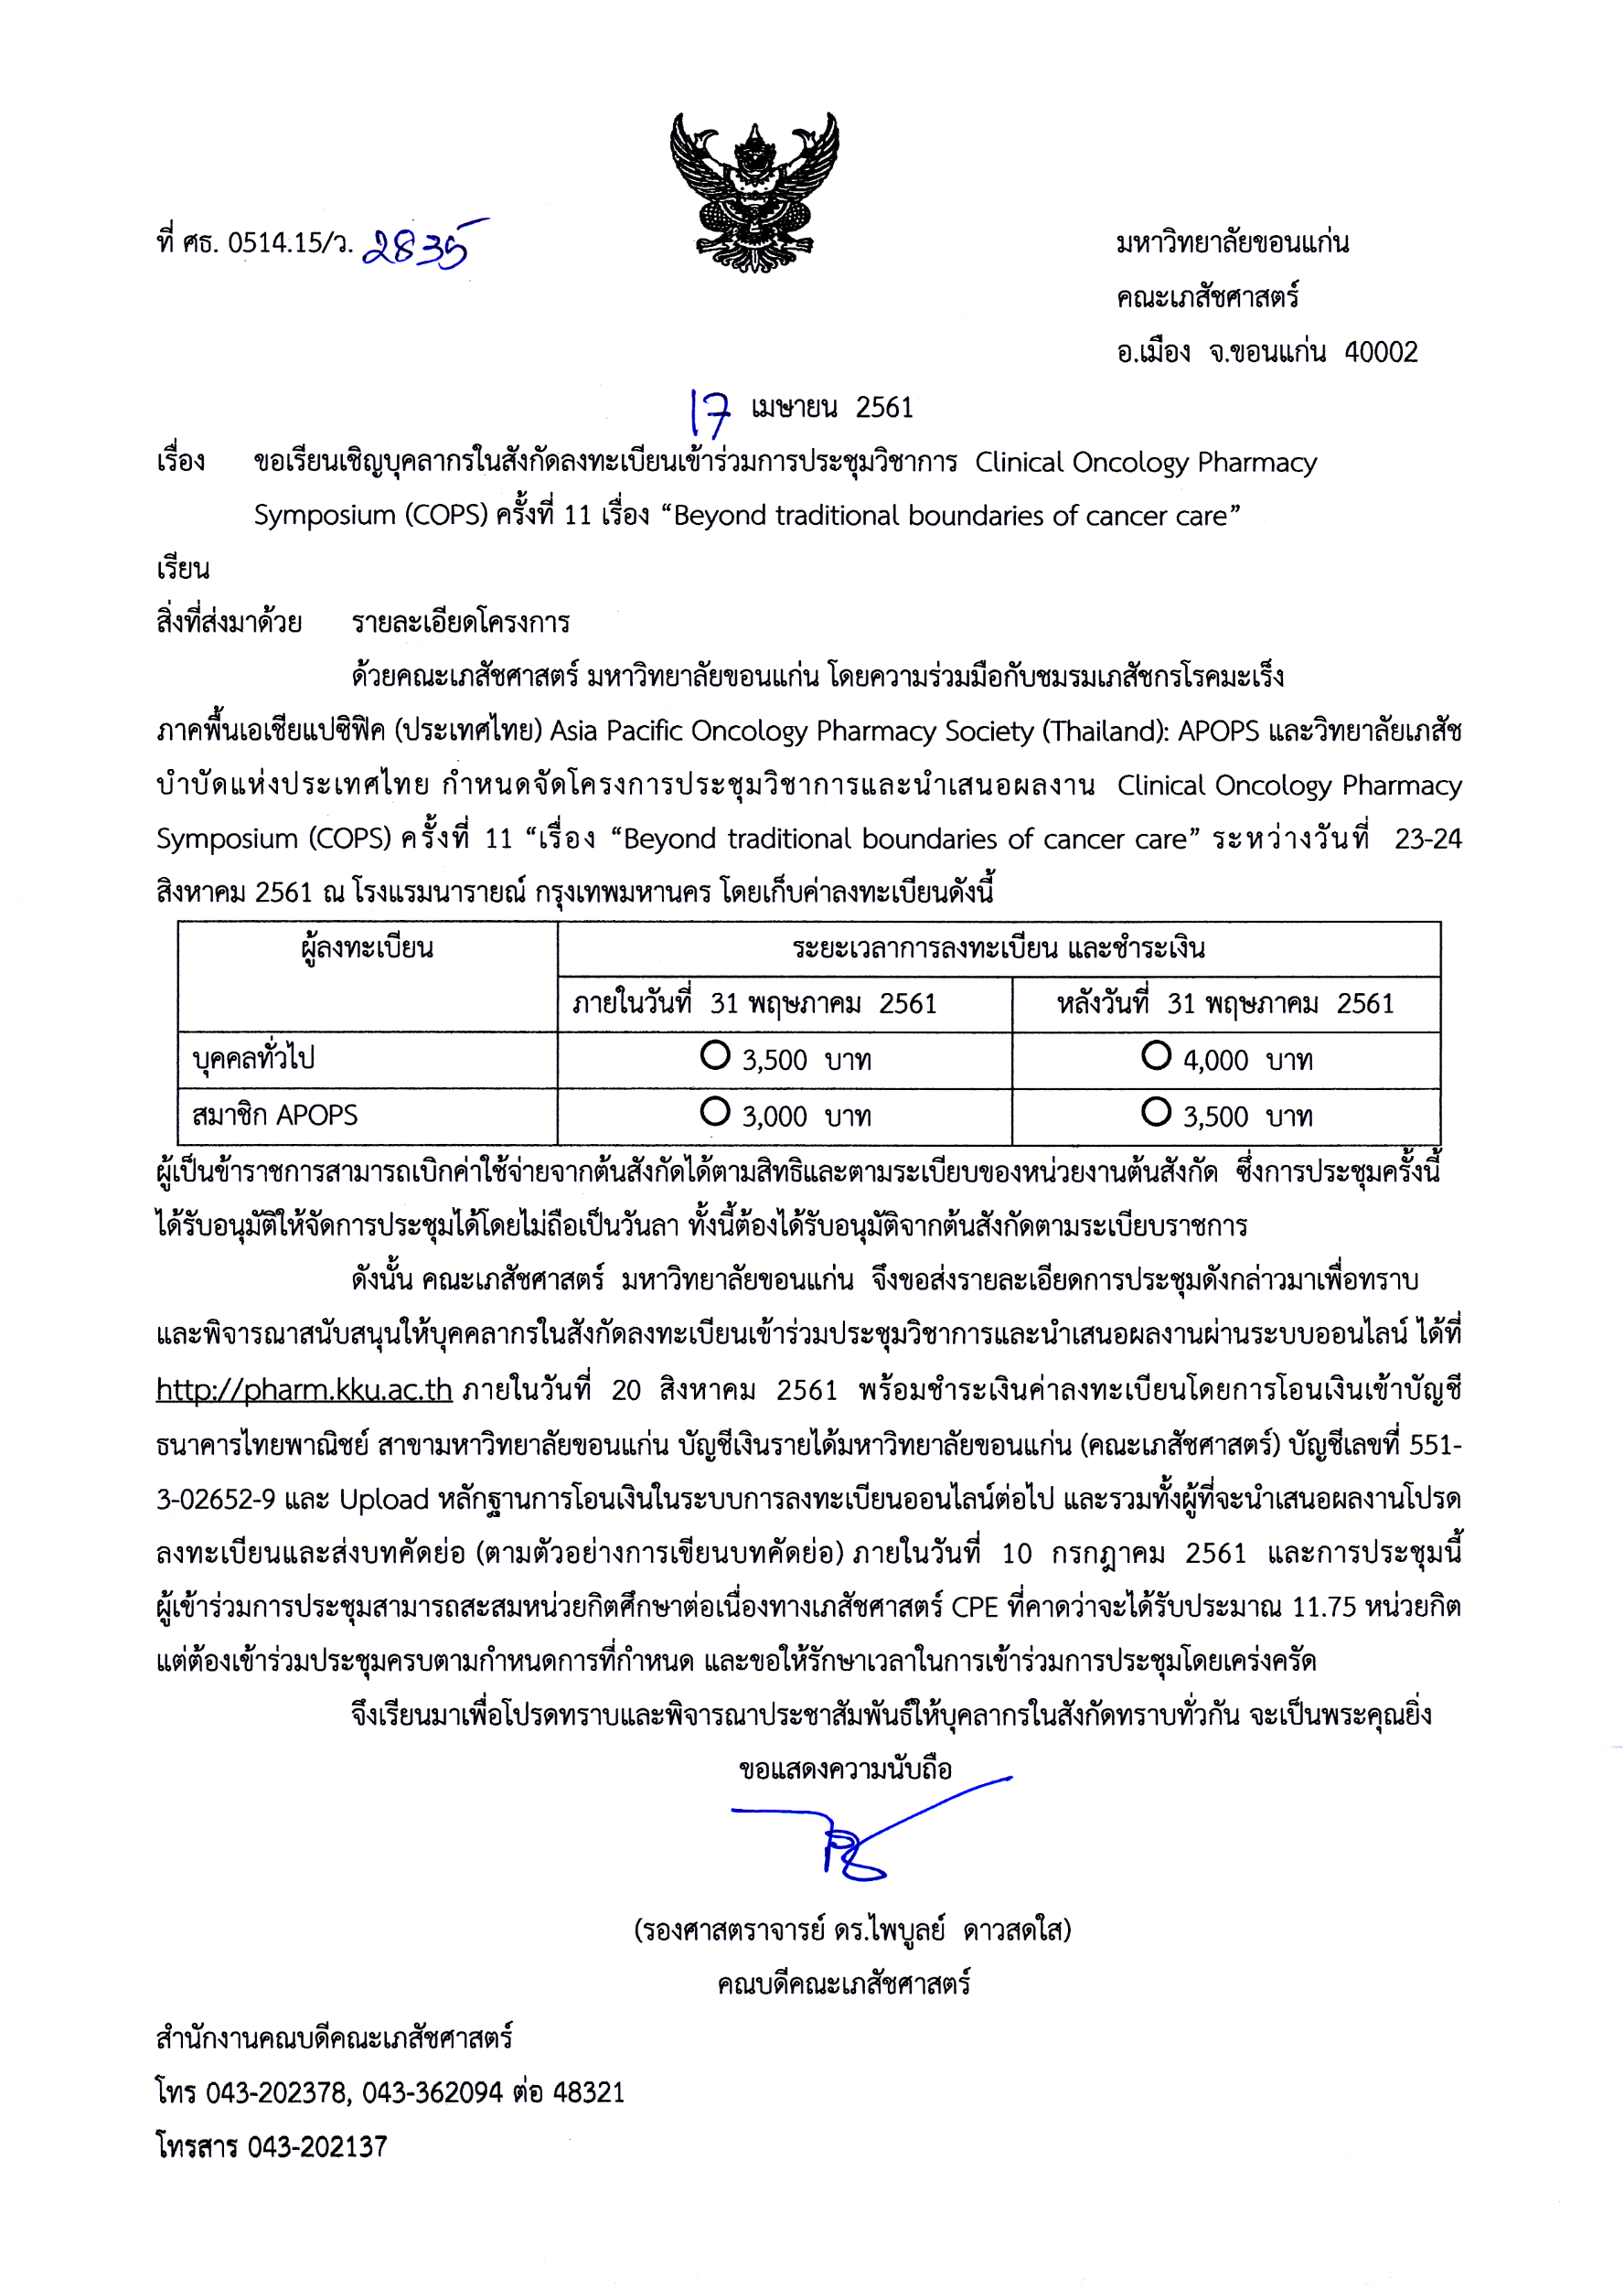 ที่ ศธ. 0514.15/ว. 2835
มหาวิทยาลัยขอนแก่น
คณะเภสัชศาสตร์
อ.เมือง จ.ขอนแก่น 40002
17 เมษายน 2561
เรื่อง ขอเรียนเชิญบุคลากรในสังกัดลงทะเบียนเข้าร่วมการประชุมวิชาการ Clinical Oncology Pharmacy
Symposium (COPS) ครั้งที่ 11 เรื่อง “Beyond traditional boundaries of cancer care”
เรียน
สิ่งที่ส่งมาด้วย รายละเอียดโครงการ
ด้วยคณะเภสัชศาสตร์ มหาวิทยาลัยขอนแก่น โดยความร่วมมือกับชมรมเภสัชกรโรคมะเร็ง
ภาคพื้นเอเชียแปซิฟิค (ประเทศไทย) Asia Pacific Oncology Pharmacy Society (Thailand): APOPS และวิทยาลัยเภสัช
บำบัดแห่งประเทศไทย กำหนดจัดโครงการประชุมวิชาการและนำเสนอผลงาน Clinical Oncology Pharmacy
Symposium (COPS) ครั้งที่ 11 “เรื่อง “Beyond traditional boundaries of cancer care” ระหว่างวันที่ 23-24
สิงหาคม 2561 ณ โรงแรมนารายณ์ กรุงเทพมหานคร โดยเก็บค่าลงทะเบียนดังนี้
ผู้ลงทะเบียน ระยะเวลาการลงทะเบียน และชำระเงิน
ภายในวันที่ 31 พฤษภาคม 2561 หลังวันที่ 31 พฤษภาคม 2561
บุคคลทั่วไป 3,500 บาท 4,000 บาท
สมาชิก APOPS 3,000 บาท 3,500 บาท
ผู้เป็นข้าราชการสามารถเบิกค่าใช้จ่ายจากต้นสังกัดได้ตามสิทธิและตามระเบียบของหน่วยงานต้นสังกัด ซึ่งการประชุมครั้งนี้
ได้รับอนุมัติให้จัดการประชุมได้โดยไม่ถือเป็นวันลา ทั้งนี้ต้องได้รับอนุมัติจากต้นสังกัดตามระเบียบราชการ
ดังนั้น คณะเภสัชศาสตร์ มหาวิทยาลัยขอนแก่น จึงขอส่งรายละเอียดการประชุมดังกล่าวมาเพื่อทราบ
และพิจารณาสนับสนุนให้บุคคลากรในสังกัดลงทะเบียนเข้าร่วมประชุมวิชาการและนำเสนอผลงานผ่านระบบออนไลน์ ได้ที่
http://pharm.kku.ac.th ภายในวันที่ 20 สิงหาคม 2561 พร้อมชำระเงินค่าลงทะเบียนโดยการโอนเงินเข้าบัญชี
ธนาคารไทยพาณิชย์ สาขามหาวิทยาลัยขอนแก่น บัญชีเงินรายได้มหาวิทยาลัยขอนแก่น (คณะเภสัชศาสตร์) บัญชีเลขที่ 551-
3-02652-9 และ Upload หลักฐานการโอนเงินในระบบการลงทะเบียนออนไลน์ต่อไป และรวมทั้งผู้ที่จะนำเสนอผลงานโปรด
ลงทะเบียนและส่งบทคัดย่อ (ตามตัวอย่างการเขียนบทคัดย่อ) ภายในวันที่ 10 กรกฎาคม 2561 และการประชุมนี้
ผู้เข้าร่วมการประชุมสามารถสะสมหน่วยกิตศึกษาต่อเนื่องทางเภสัชศาสตร์ CPE ที่คาดว่าจะได้รับประมาณ 11.75 หน่วยกิต
แต่ต้องเข้าร่วมประชุมครบตามกำหนดการที่กำหนด และขอให้รักษาเวลาในการเข้าร่วมการประชุมโดยเคร่งครัด
จึงเรียนมาเพื่อโปรดทราบและพิจารณาประชาสัมพันธ์ให้บุคลากรในสังกัดทราบทั่วกัน จะเป็นพระคุณยิ่ง
ขอแสดงความนับถือ
(รองศาสตราจารย์ ดร.ไพบูลย์ ดาวสดใส)
คณบดีคณะเภสัชศาสตร์
สำนักงานคณบดีคณะเภสัชศาสตร์
โทร 043-202378, 043-362094 ต่อ 48321
โทรสาร 043-202137